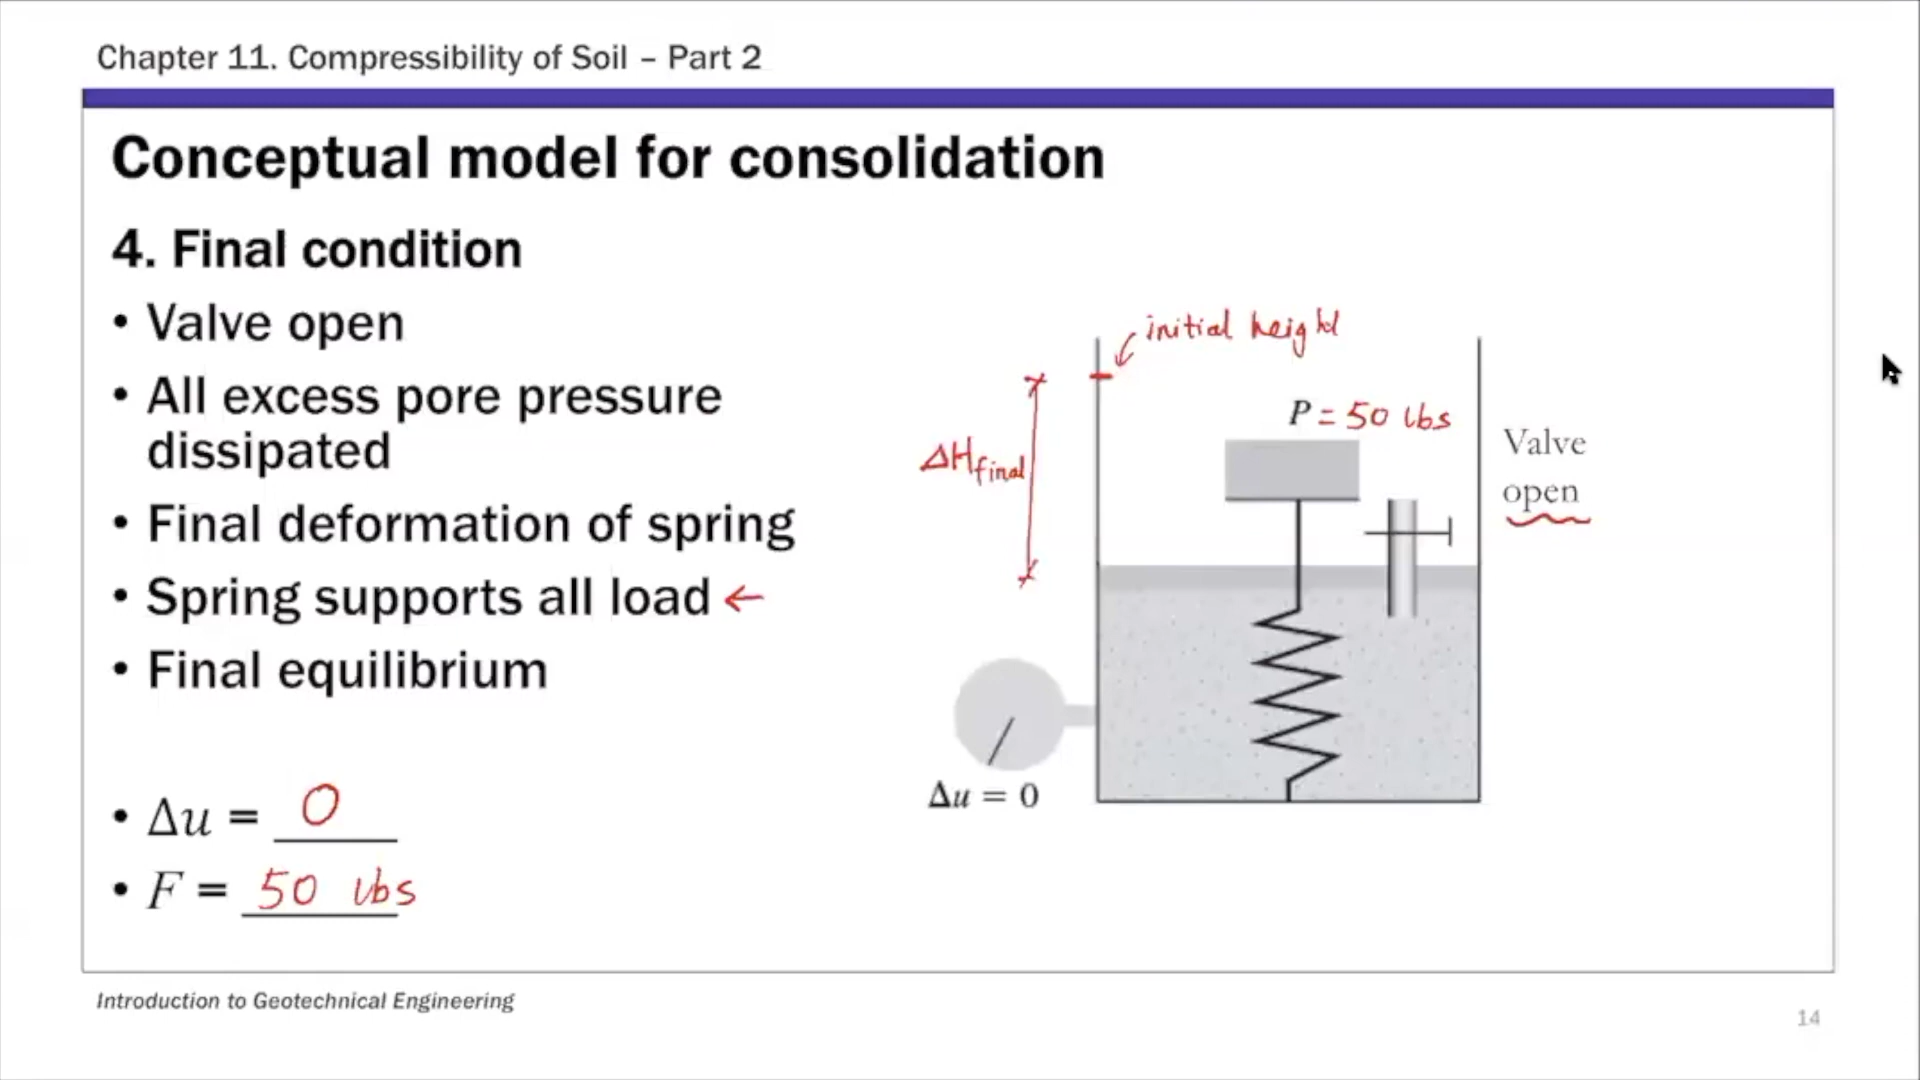 Chapter 11. Compressibility of Soil – Part 2
Conceptual model for consolidation
4. Final condition
• Valve open
• All excess pore pressure
dissipated
• Final deformation of spring
• Spring supports all load ←
• Final equilibrium
• Δu = 0
• F = 50 lbs
initial height
P = 50 lbs
ΔH final
Valve
open
Δu = 0
Introduction to Geotechnical Engineering
14